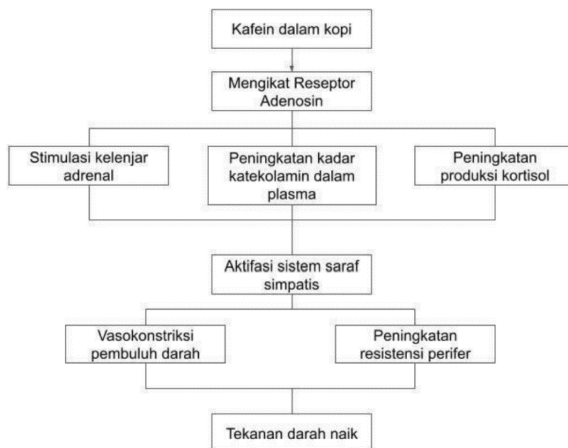 Kafein dalam kopi
Mengikat Reseptor
Adenosin
Stimulasi kelenjar
adrenal
Peningkatan kadar
katekolamin dalam
plasma
Peningkatan
produksi kortisol
Aktifasi sistem saraf
simpatis
Vasokonstriksi
pembuluh darah
Peningkatan
resistensi perifer
Tekanan darah naik